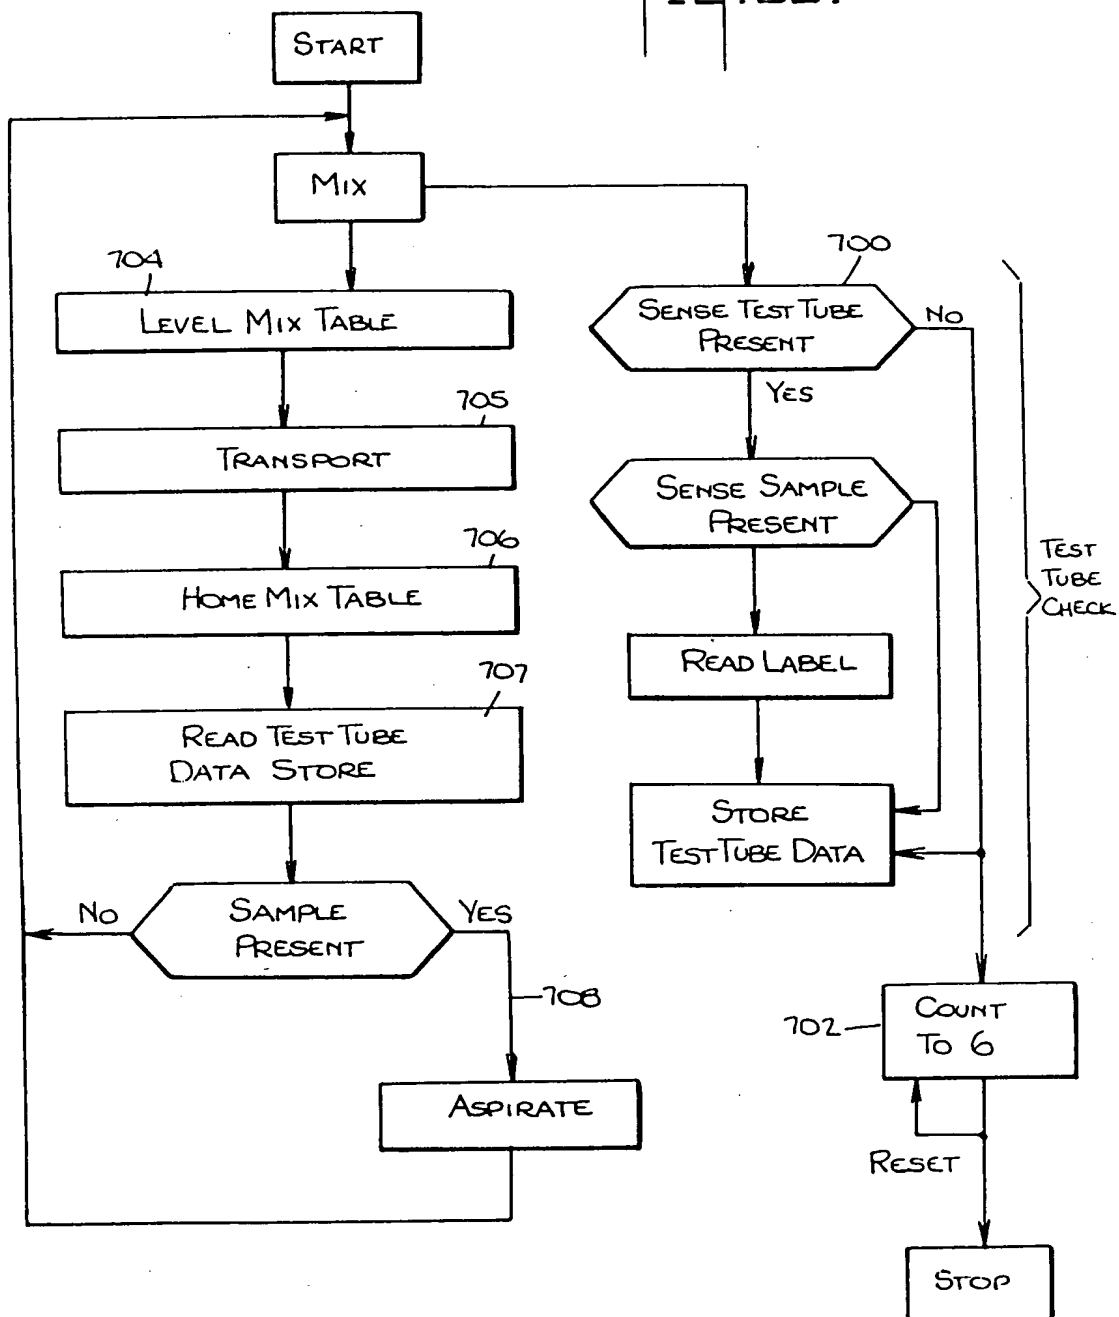 START
MIX
704
LEVEL MIX TABLE
705
TRANSPORT
706
HOME MIX TABLE
707
READ TEST TUBE
DATA STORE
NO
SAMPLE
PRESENT
YES
708
ASPIRATE
700
SENSE TEST TUBE
PRESENT
NO
YES
SENSE SAMPLE
PRESENT
READ LABEL
STORE
TEST TUBE DATA
TEST
TUBE
CHECK
702
COUNT
TO 6
RESET
STOP